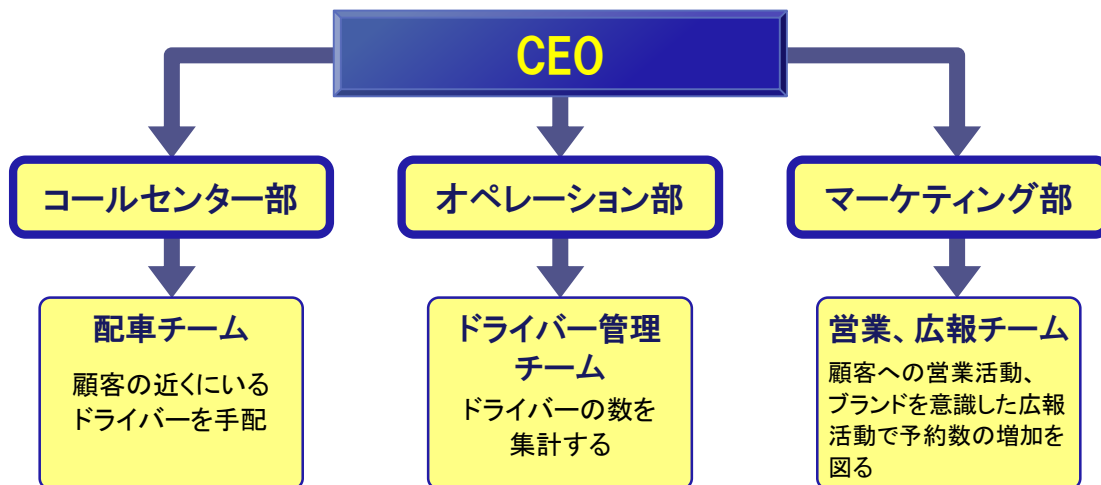 CEO
コールセンター部
オペレーション部
マーケティング部
配車チーム
顧客の近くにいる
ドライバーを手配
ドライバー管理
チーム
ドライバーの数を
集計する
営業、広報チーム
顧客への営業活動、
ブランドを意識した広報
活動で予約数の増加を
図る